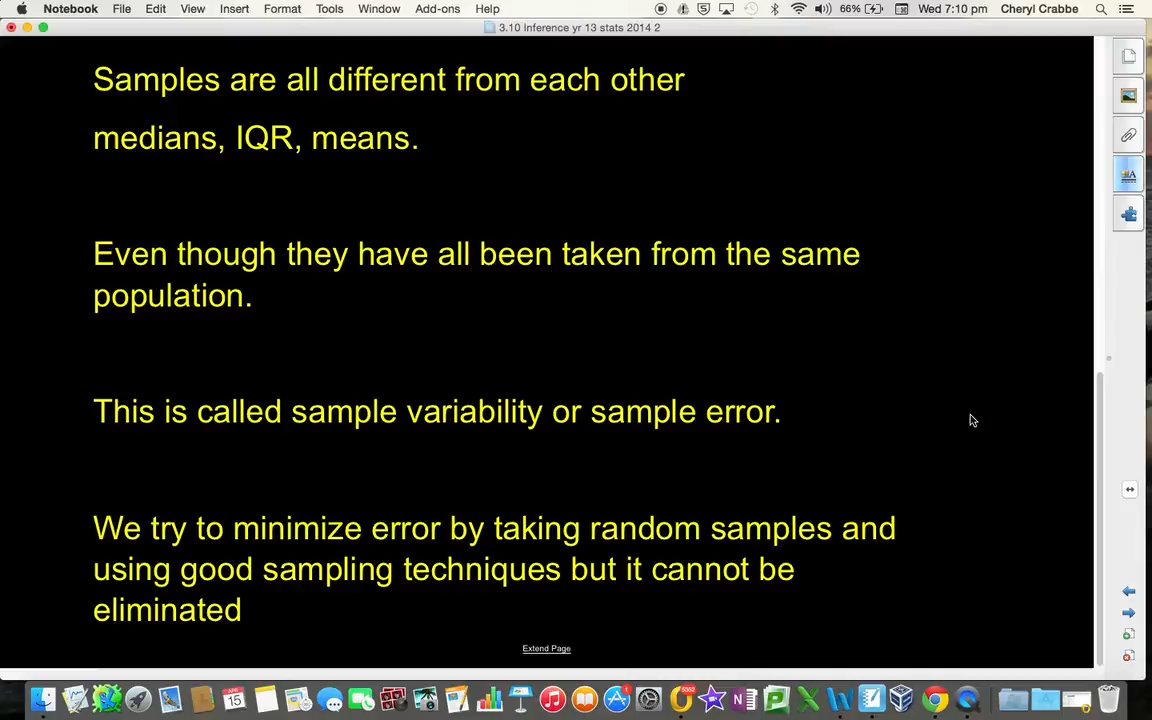 Notebook File Edit View Insert Format Tools Window Add-ons Help 66% Wed 7:10 pm Cheryl Crabbe
3.10 Inference yr 13 stats 2014 2
Samples are all different from each other
medians, IQR, means.
Even though they have all been taken from the same
population.
This is called sample variability or sample error.
We try to minimize error by taking random samples and
using good sampling techniques but it cannot be
eliminated
Extend Page